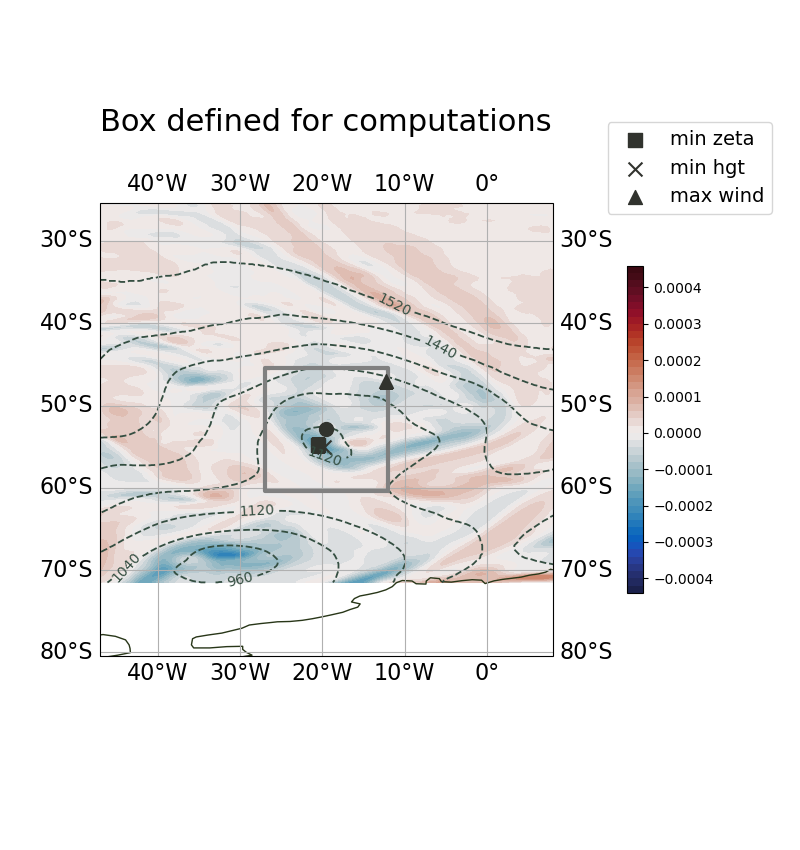 Box defined for computations
min zeta
min hgt
max wind
40°W 30°W 20°W 10°W 0°
30°S 30°S
40°S 40°S
50°S 50°S
60°S 60°S
70°S 70°S
80°S 80°S
40°W 30°W 20°W 10°W 0°
1520
1440
1120
1120
1040
960
0.0004
0.0003
0.0002
0.0001
0.0000
−0.0001
−0.0002
−0.0003
−0.0004